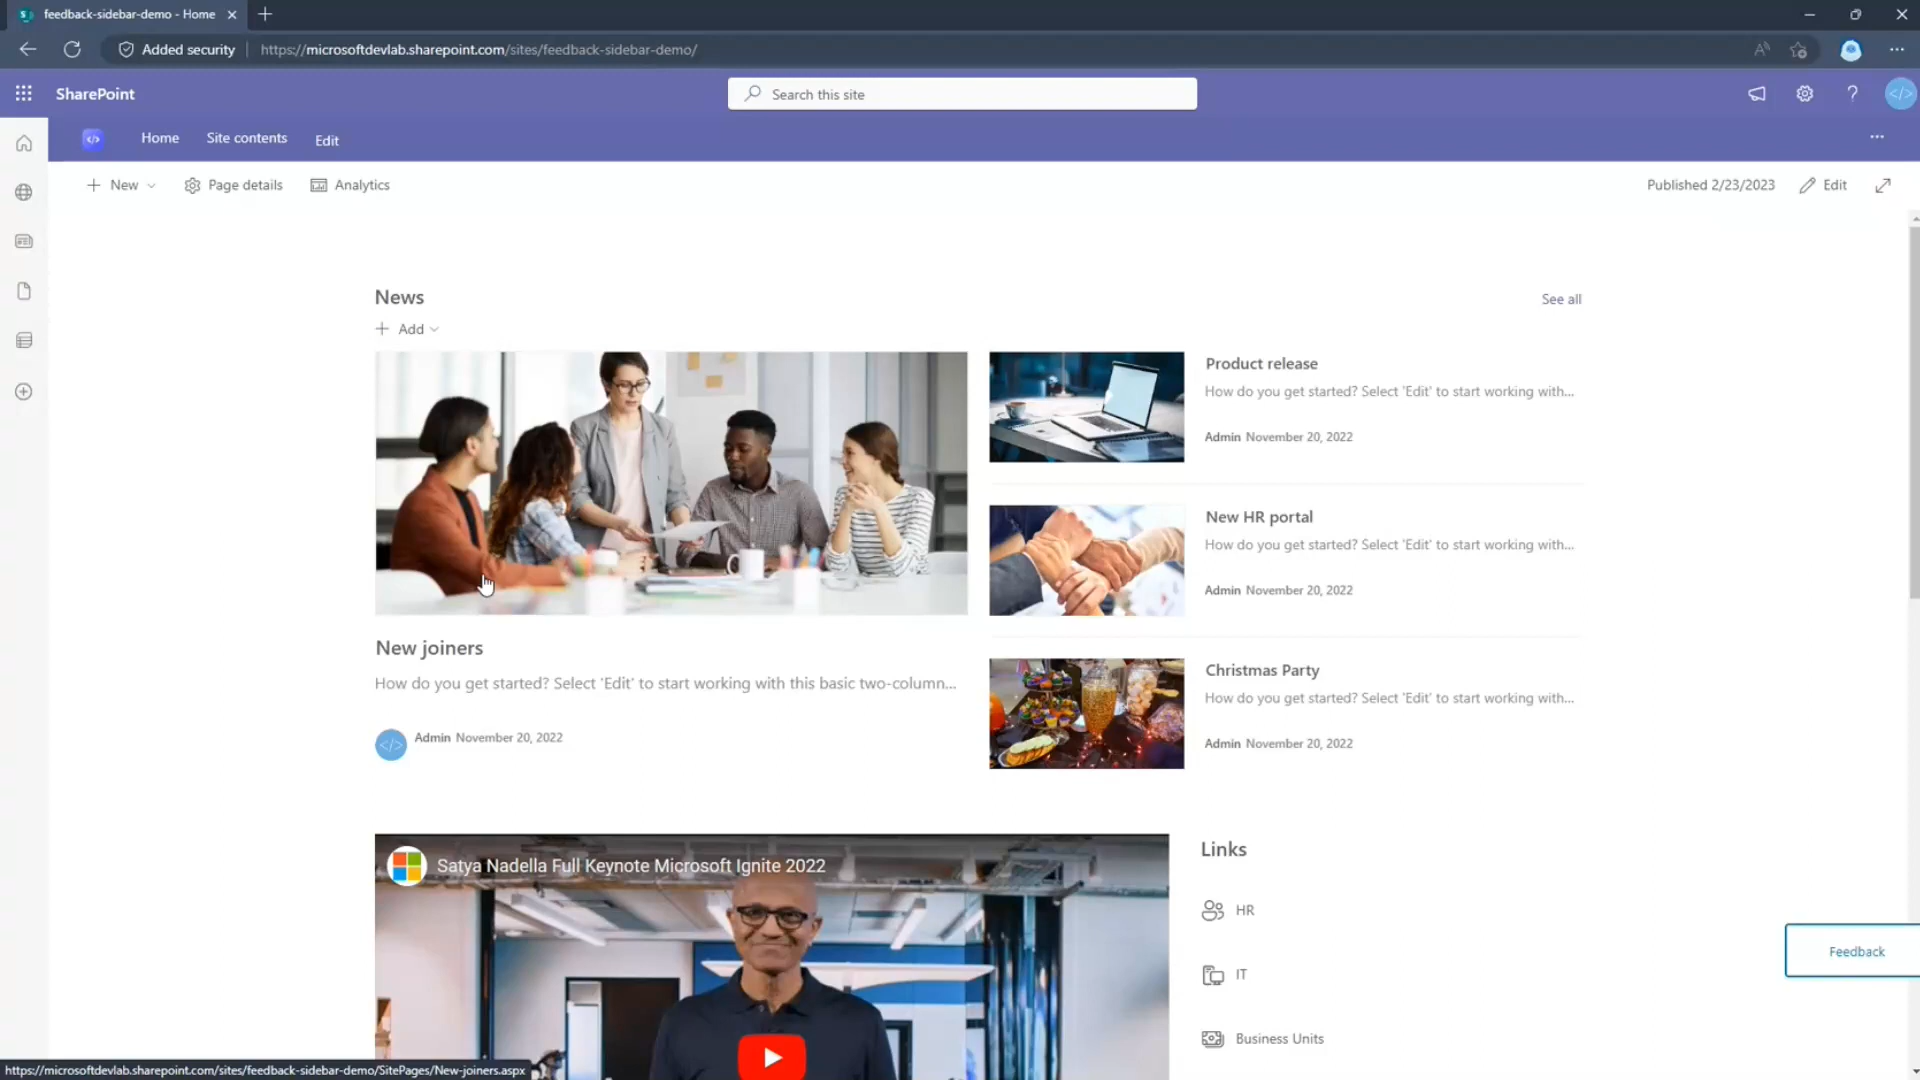 feedback-sidebar-demo - Home
Added security
https://microsoftdevlab.sharepoint.com/sites/feedback-sidebar-demo/
SharePoint
Search this site
Home
Site contents
Edit
New
Page details
Analytics
Published 2/23/2023
Edit
News
See all
Add
New joiners
How do you get started? Select 'Edit' to start working with this basic two-column...
Admin November 20, 2022
Product release
How do you get started? Select 'Edit' to start working with...
Admin November 20, 2022
New HR portal
How do you get started? Select 'Edit' to start working with...
Admin November 20, 2022
Christmas Party
How do you get started? Select 'Edit' to start working with...
Admin November 20, 2022
Satya Nadella Full Keynote Microsoft Ignite 2022
Links
HR
IT
Business Units
Feedback
https://microsoftdevlab.sharepoint.com/sites/feedback-sidebar-demo/SitePages/New-joiners.aspx